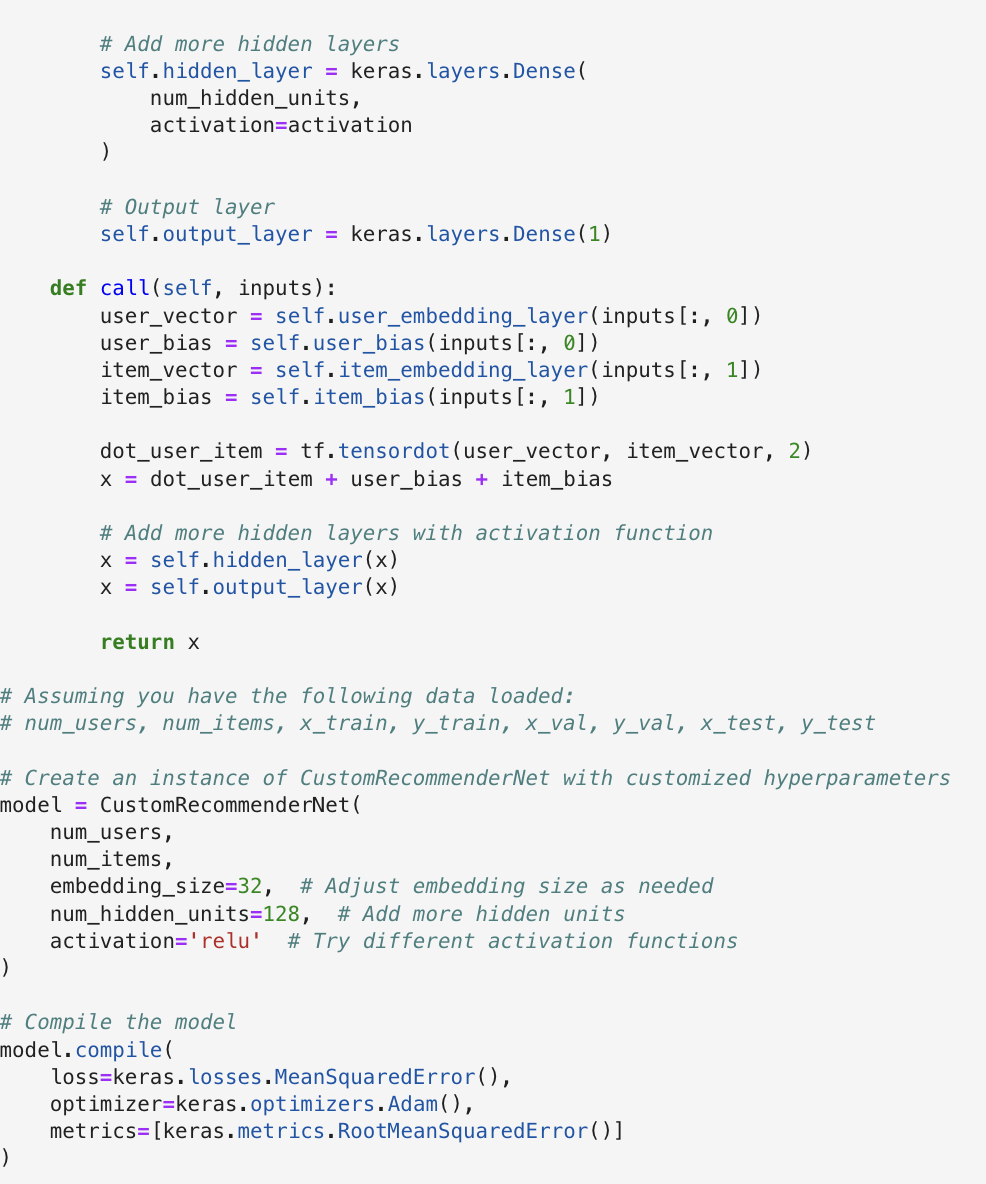 # Add more hidden layers
self.hidden_layer = keras.layers.Dense(
num_hidden_units,
activation=activation
)
# Output layer
self.output_layer = keras.layers.Dense(1)
def call(self, inputs):
user_vector = self.user_embedding_layer(inputs[:, 0])
user_bias = self.user_bias(inputs[:, 0])
item_vector = self.item_embedding_layer(inputs[:, 1])
item_bias = self.item_bias(inputs[:, 1])
dot_user_item = tf.tensordot(user_vector, item_vector, 2)
x = dot_user_item + user_bias + item_bias
# Add more hidden layers with activation function
x = self.hidden_layer(x)
x = self.output_layer(x)
return x
# Assuming you have the following data loaded:
# num_users, num_items, x_train, y_train, x_val, y_val, x_test, y_test
# Create an instance of CustomRecommenderNet with customized hyperparameters
model = CustomRecommenderNet(
num_users,
num_items,
embedding_size=32,  # Adjust embedding size as needed
num_hidden_units=128,  # Add more hidden units
activation='relu'  # Try different activation functions
)
# Compile the model
model.compile(
loss=keras.losses.MeanSquaredError(),
optimizer=keras.optimizers.Adam(),
metrics=[keras.metrics.RootMeanSquaredError()]
)